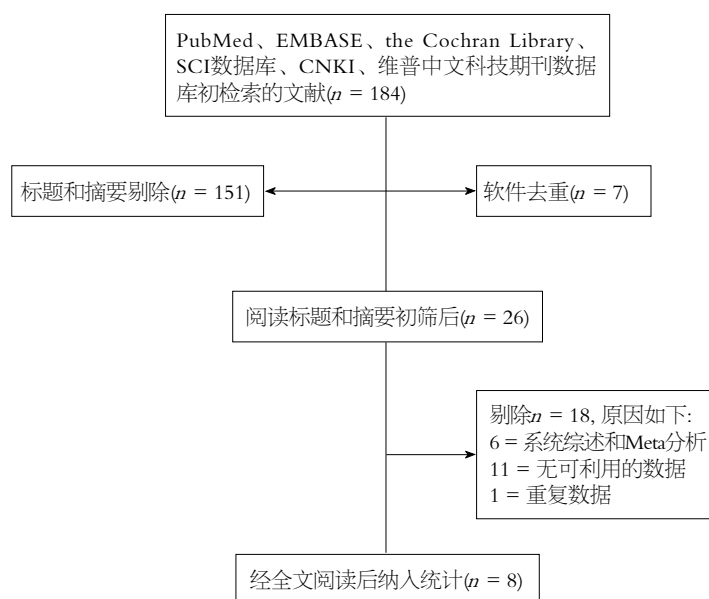 PubMed、EMBASE、the Cochran Library、
SCI数据库、CNKI、维普中文科技期刊数据
库初检索的文献(n = 184)
标题和摘要剔除(n = 151)
软件去重(n = 7)
阅读标题和摘要初筛后(n = 26)
剔除n = 18, 原因如下:
6 = 系统综述和Meta分析
11 = 无可利用的数据
1 = 重复数据
经全文阅读后纳入统计(n = 8)